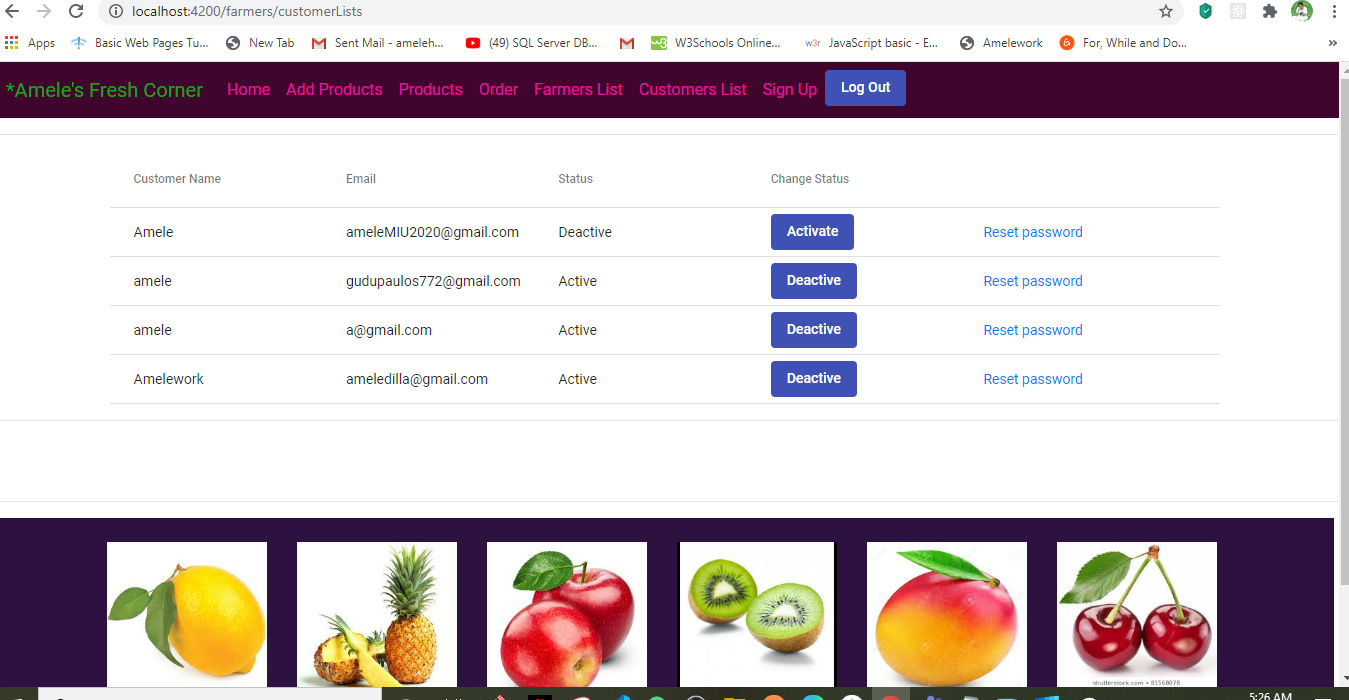 localhost:4200/farmers/customerLists
Apps Basic Web Pages Tu... New Tab Sent Mail - ameleh... (49) SQL Server DB... W3Schools Online... w3r JavaScript basic - E... Amelework For, While and Do... »
*Amele's Fresh Corner Home Add Products Products Order Farmers List Customers List Sign Up Log Out
Customer Name Email Status Change Status
Amele ameleMIU2020@gmail.com Deactive Activate Reset password
amele gudupaulos772@gmail.com Active Deactive Reset password
amele a@gmail.com Active Deactive Reset password
Amelework ameledilla@gmail.com Active Deactive Reset password
shutterstock.com • 81568078
5:26 AM